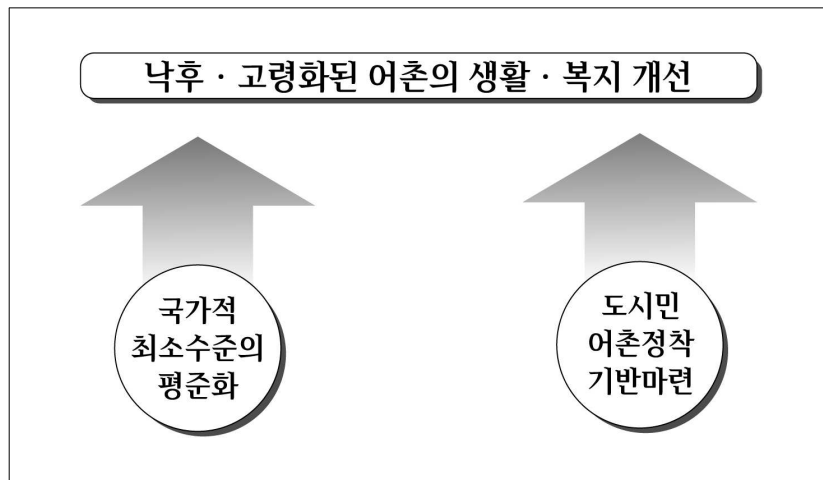 낙후 · 고령화된 어촌의 생활 · 복지 개선
국가적
최소수준의
평준화
도시민
어촌정착
기반마련